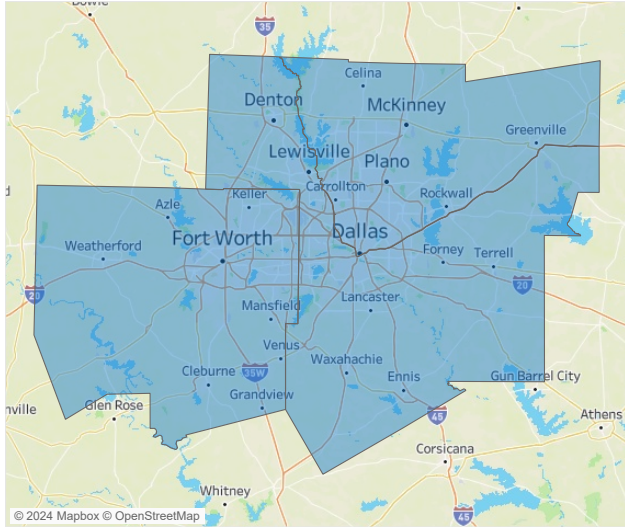 Bowie
35
Celina
Denton
McKinney
Greenville
Lewisville
Plano
Carrollton
Keller
Rockwall
Azle
Fort Worth
Dallas
Weatherford
Forney
Terrell
20
20
Lancaster
Mansfield
Venus
Waxahachie
Cleburne
35W
Ennis
Gun Barrel City
Grandview
nville
Glen Rose
45
Athens
Corsicana
Whitney
45
© 2024 Mapbox © OpenStreetMap